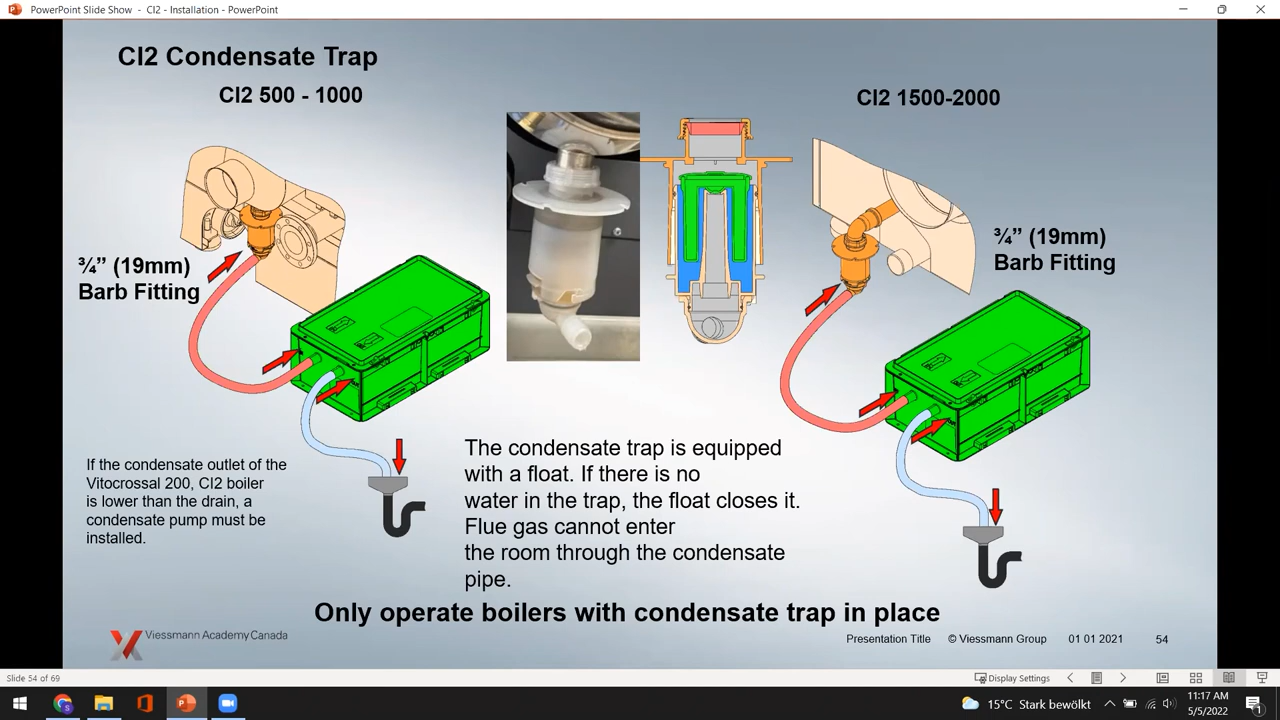 PowerPoint Slide Show - CI2 - Installation - PowerPoint
CI2 Condensate Trap
CI2 500 - 1000
CI2 1500-2000
¾” (19mm)
Barb Fitting
¾” (19mm)
Barb Fitting
If the condensate outlet of the
Vitocrossal 200, CI2 boiler
is lower than the drain, a
condensate pump must be
installed.
The condensate trap is equipped
with a float. If there is no
water in the trap, the float closes it.
Flue gas cannot enter
the room through the condensate
pipe.
Only operate boilers with condensate trap in place
Viessmann Academy Canada
Presentation Title
© Viessmann Group
01 01 2021
54
Slide 54 of 69
Display Settings
15°C Stark bewölkt
11:17 AM
5/5/2022
1